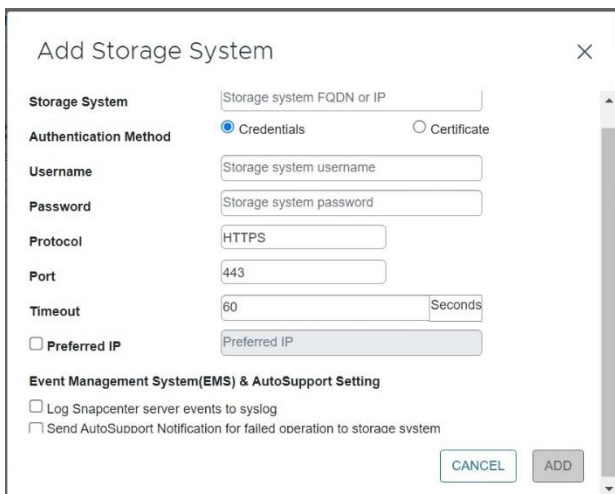 Add Storage System
Storage System Storage system FQDN or IP
Authentication Method Credentials Certificate
Username Storage system username
Password Storage system password
Protocol HTTPS
Port 443
Timeout 60 Seconds
Preferred IP Preferred IP
Event Management System(EMS) & AutoSupport Setting
Log Snapcenter server events to syslog
Send AutoSupport Notification for failed operation to storage system
CANCEL ADD